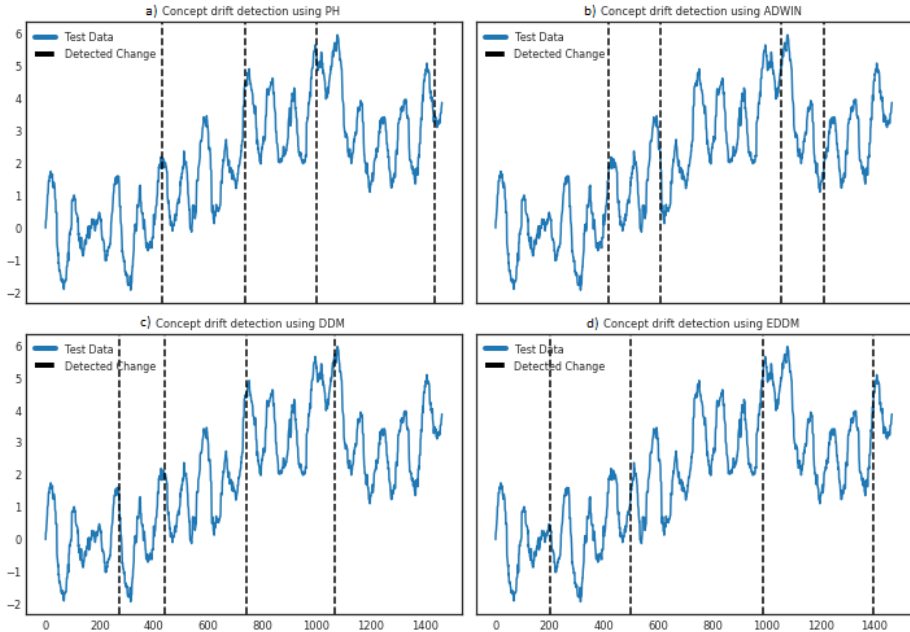 a) Concept drift detection using PH
b) Concept drift detection using ADWIN
6
5
4
3
2
1
0
−1
−2
Test Data
Detected Change
Test Data
Detected Change
c) Concept drift detection using DDM
d) Concept drift detection using EDDM
6
5
4
3
2
1
0
−1
−2
Test Data
Detected Change
Test Data
Detected Change
0 200 400 600 800 1000 1200 1400
0 200 400 600 800 1000 1200 1400